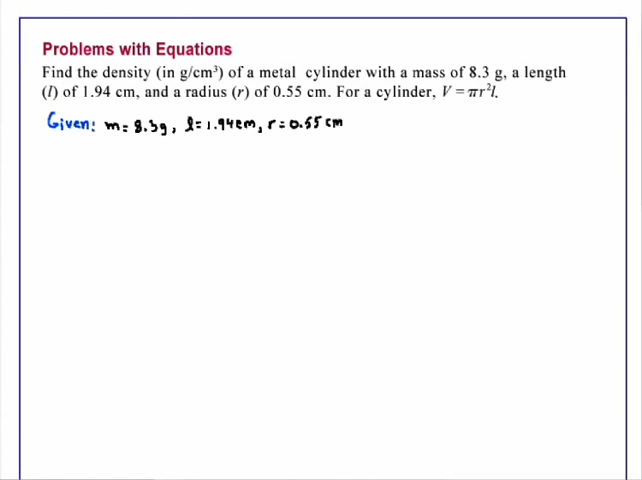 Problems with Equations
Find the density (in g/cm³) of a metal cylinder with a mass of 8.3 g, a length
(l) of 1.94 cm, and a radius (r) of 0.55 cm. For a cylinder, V = πr²l.
Given: m = 8.3g, l = 1.94cm, r = 0.55 cm